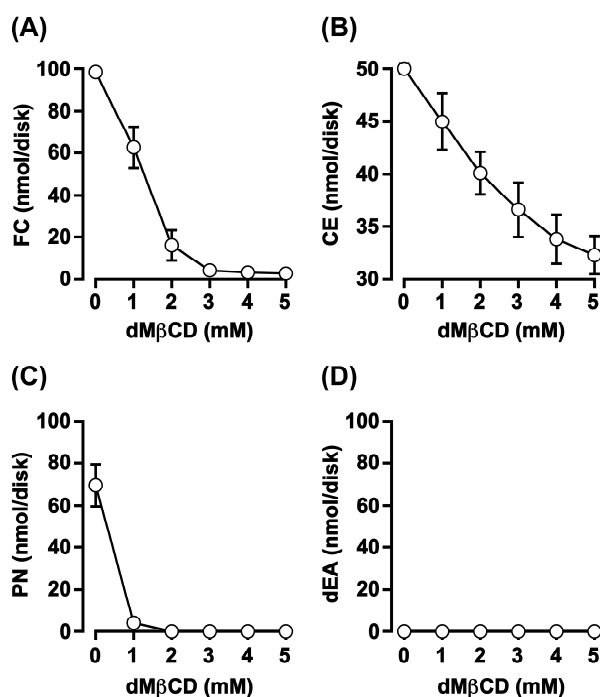 (A)
FC (nmol/disk)
100
80
60
40
20
0
0 1 2 3 4 5
dMβCD (mM)
(B)
CE (nmol/disk)
50
45
40
35
30
0 1 2 3 4 5
dMβCD (mM)
(C)
PN (nmol/disk)
100
80
60
40
20
0
0 1 2 3 4 5
dMβCD (mM)
(D)
dEA (nmol/disk)
100
80
60
40
20
0
0 1 2 3 4 5
dMβCD (mM)